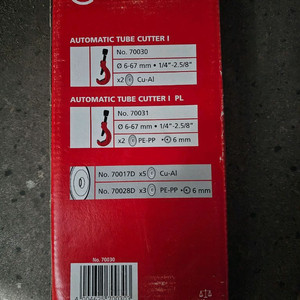 AUTOMATIC TUBE CUTTER I
No. 70030
Ø 6-67 mm • 1/4"-2.5/8"
x2 Cu-Al
AUTOMATIC TUBE CUTTER I PL
No. 70031
Ø 6-67 mm • 1/4"-2.5/8"
x2 PE-PP • 6 mm
No. 70017D x5 Cu-Al
No. 70028D x3 PE-PP • 6 mm
No. 70030